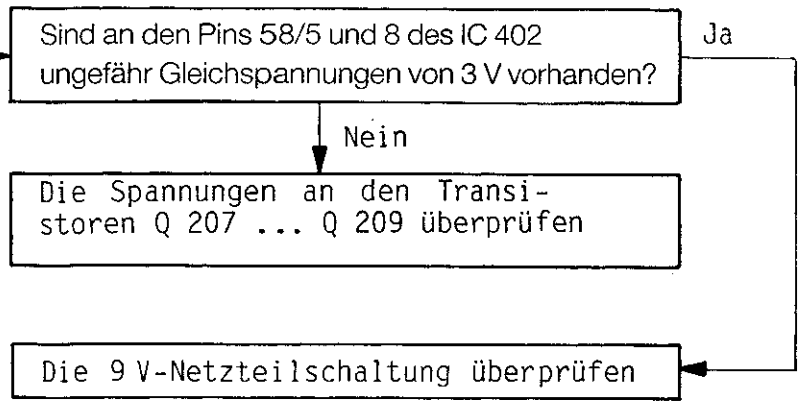 Sind an den Pins 58/5 und 8 des IC 402
ungefähr Gleichspannungen von 3 V vorhanden?
Ja
Nein
Die Spannungen an den Transi-
storen Q 207 ... Q 209 überprüfen
Die 9 V-Netzteilschaltung überprüfen